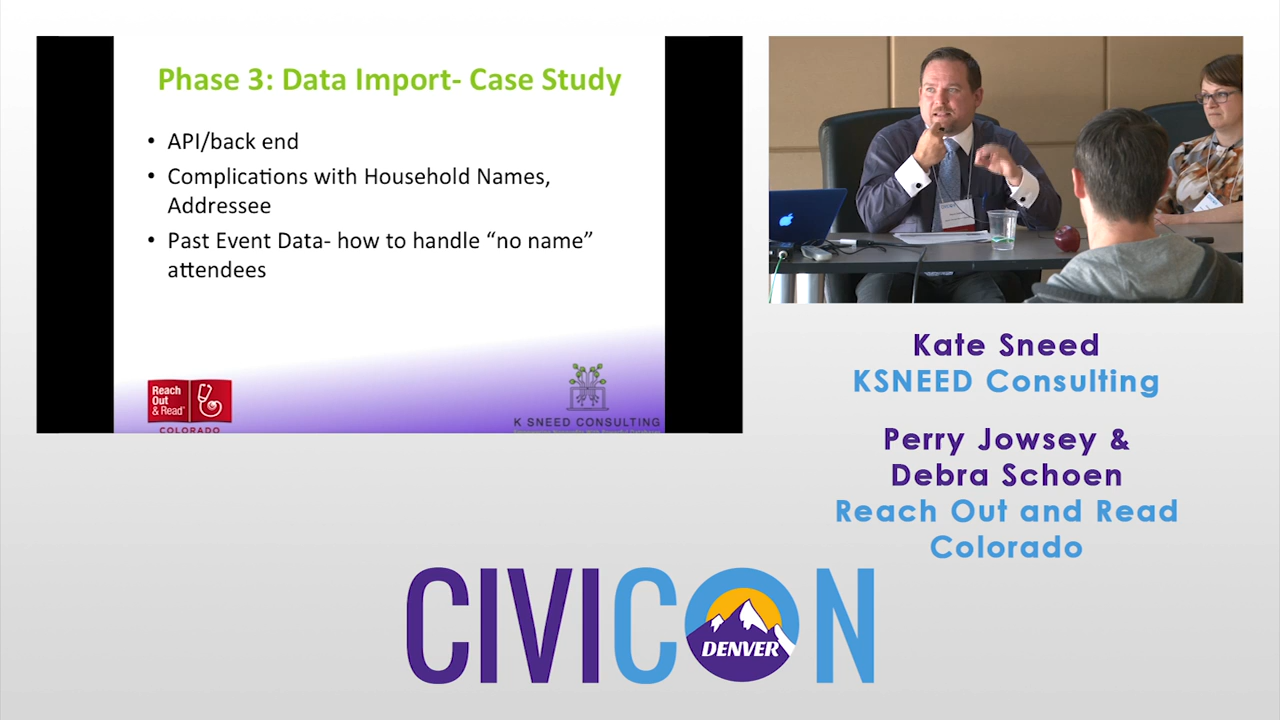 Phase 3: Data Import- Case Study
• API/back end
• Complications with Household Names,
Addressee
• Past Event Data- how to handle “no name”
attendees
Reach
Out
& Read™
COLORADO
K SNEED CONSULTING
Kate Sneed
KSNEED Consulting
Perry Jowsey &
Debra Schoen
Reach Out and Read
Colorado
CIVICON
DENVER